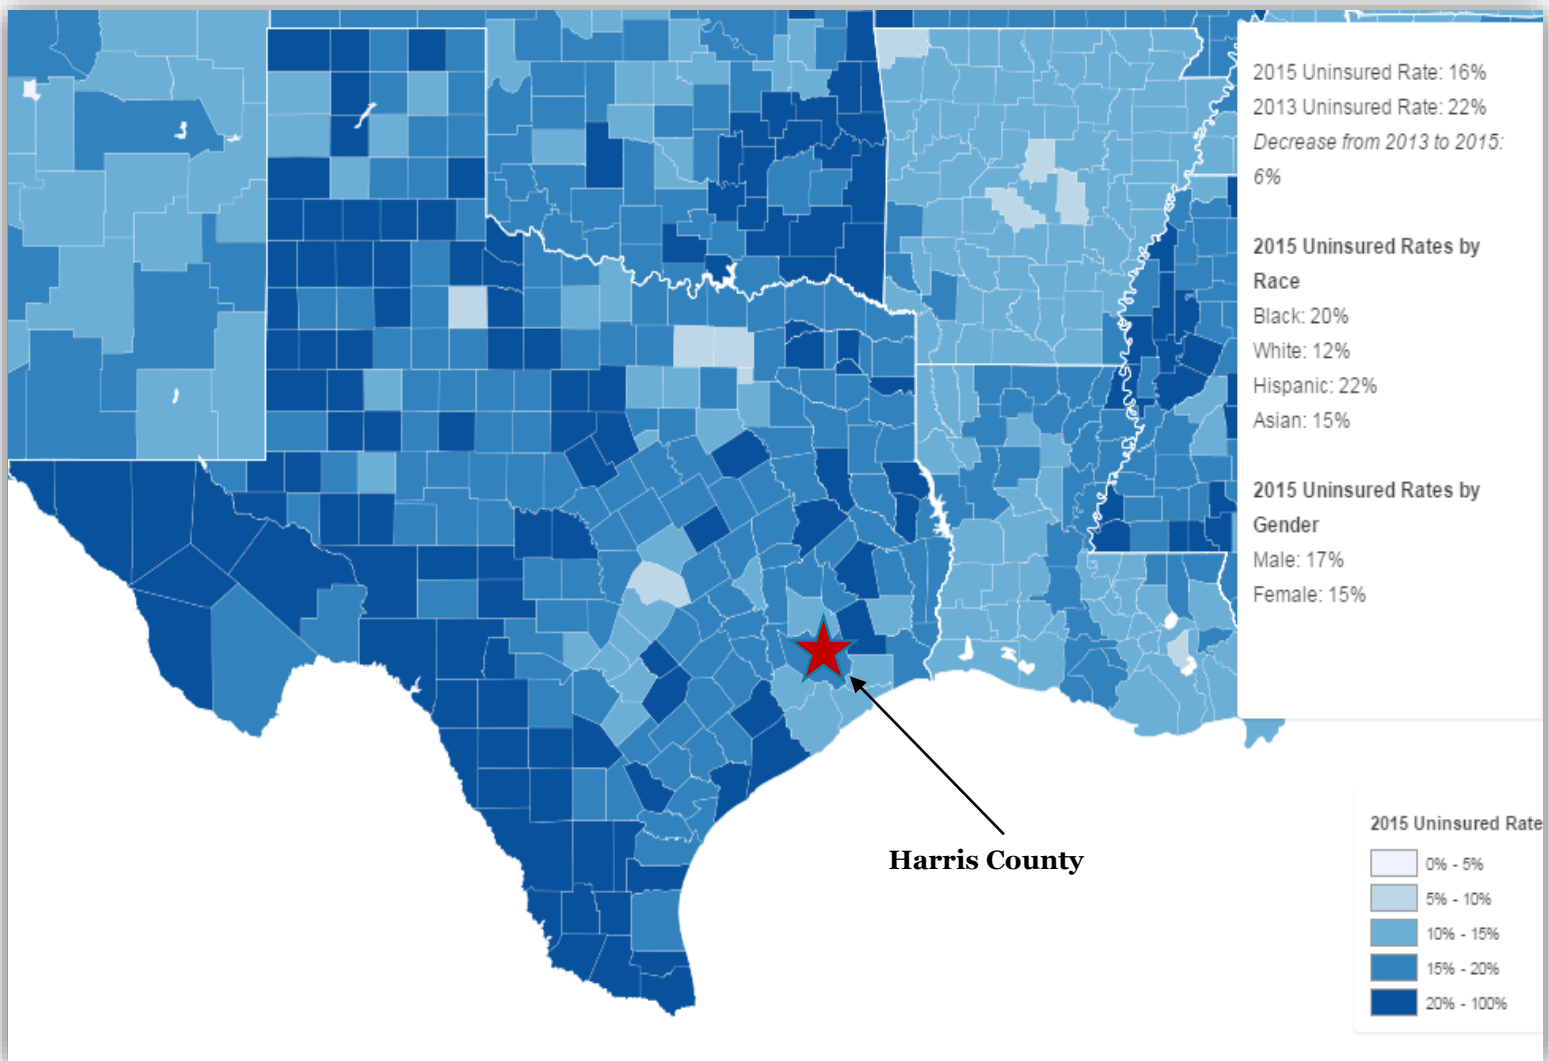 2015 Uninsured Rate: 16%
2013 Uninsured Rate: 22%
Decrease from 2013 to 2015:
6%
2015 Uninsured Rates by
Race
Black: 20%
White: 12%
Hispanic: 22%
Asian: 15%
2015 Uninsured Rates by
Gender
Male: 17%
Female: 15%
Harris County
2015 Uninsured Rate
0% - 5%
5% - 10%
10% - 15%
15% - 20%
20% - 100%